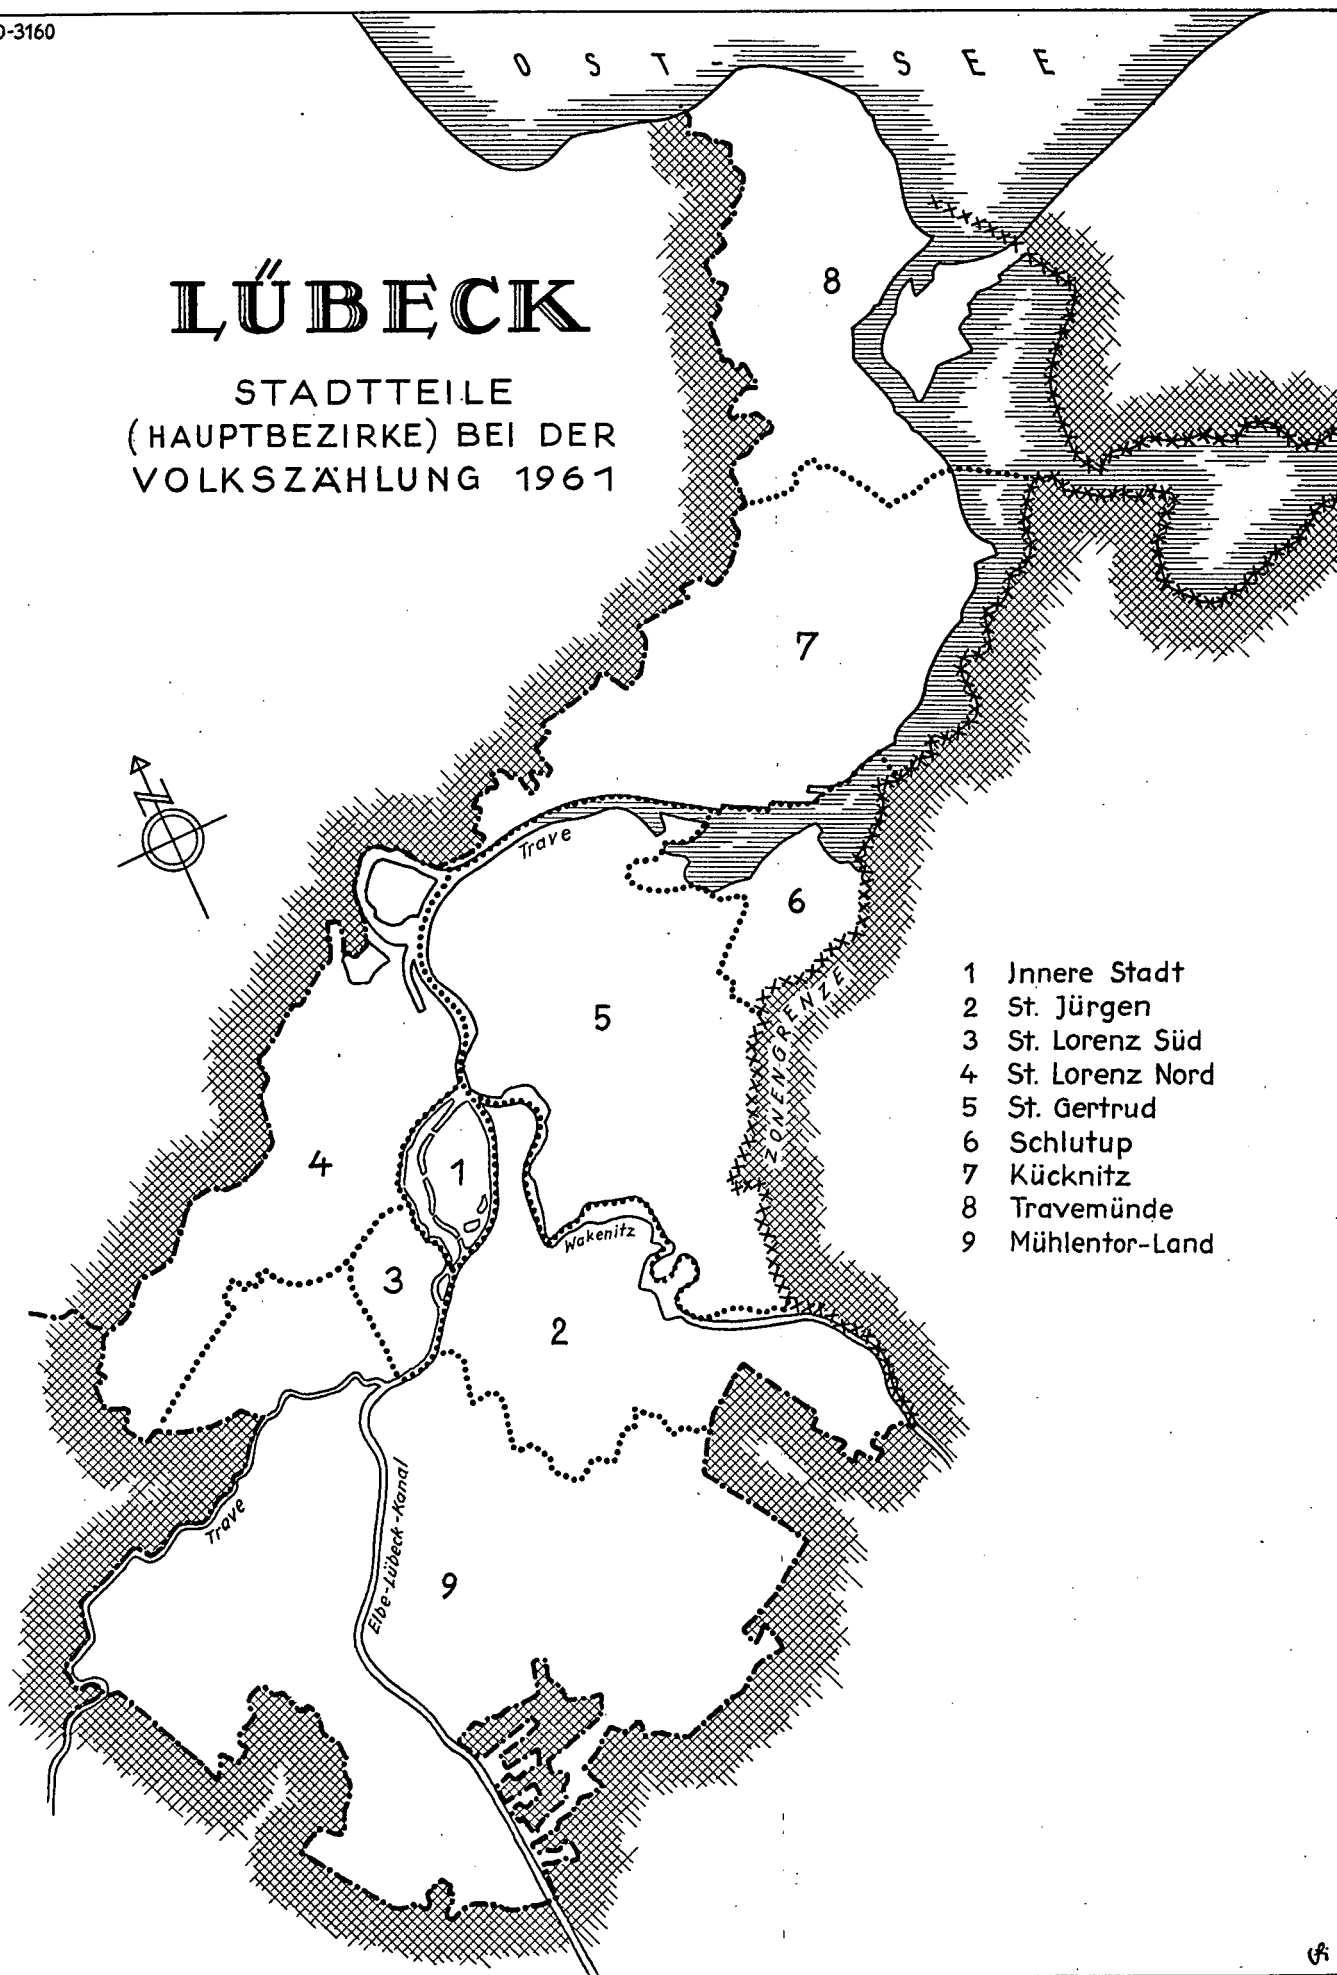 -3160
OST-SEE
LÜBECK
STADTTEILE
(HAUPTBEZIRKE) BEI DER
VOLKSZÄHLUNG 1961
8
7
N
Trave
6
5
ZONENGRENZE
1 Jnnere Stadt
2 St. Jürgen
3 St. Lorenz Süd
4 St. Lorenz Nord
5 St. Gertrud
6 Schlutup
7 Kücknitz
8 Travemünde
9 Mühlentor-Land
4
1
Wakenitz
3
2
Trave
Elbe-Lübeck-Kanal
9